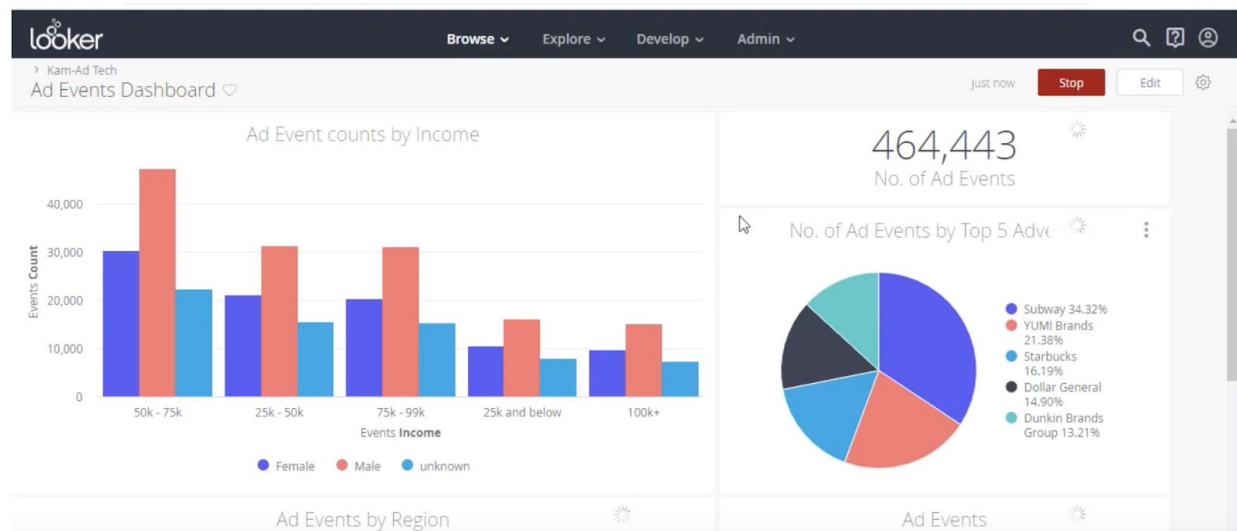 looker
Browse
Explore
Develop
Admin
> Kam-Ad Tech
Ad Events Dashboard
just now
Stop
Edit
Ad Event counts by Income
Events Count
40,000
30,000
20,000
10,000
0
50k - 75k
25k - 50k
75k - 99k
25k and below
100k+
Events Income
Female
Male
unknown
464,443
No. of Ad Events
No. of Ad Events by Top 5
Subway 34.32%
YUMI Brands
21.38%
Starbucks
16.19%
Dollar General
14.90%
Dunkin Brands
Group 13.21%
Ad Events by Region
Ad Events